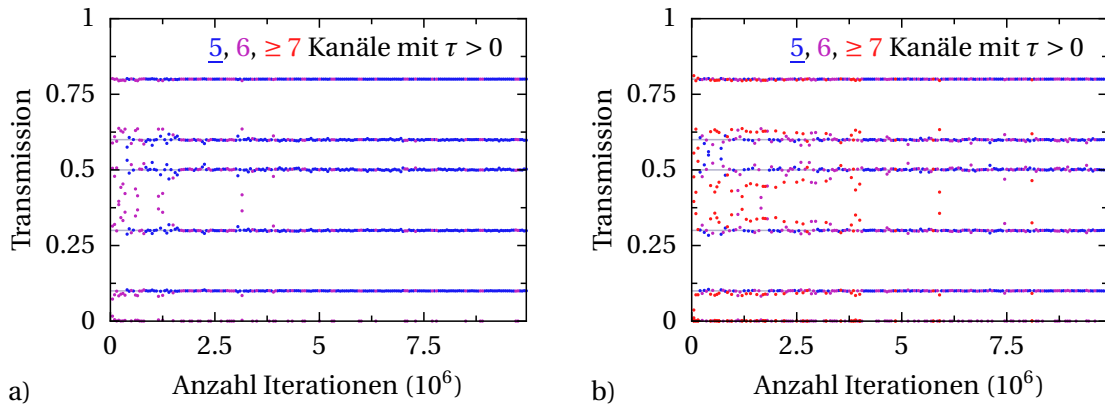 1
0.75
0.5
0.25
0
Transmission
5, 6, ≥ 7 Kanäle mit τ > 0
0
2.5
5
7.5
Anzahl Iterationen (10⁶)
a)
1
0.75
0.5
0.25
0
Transmission
5, 6, ≥ 7 Kanäle mit τ > 0
0
2.5
5
7.5
Anzahl Iterationen (10⁶)
b)